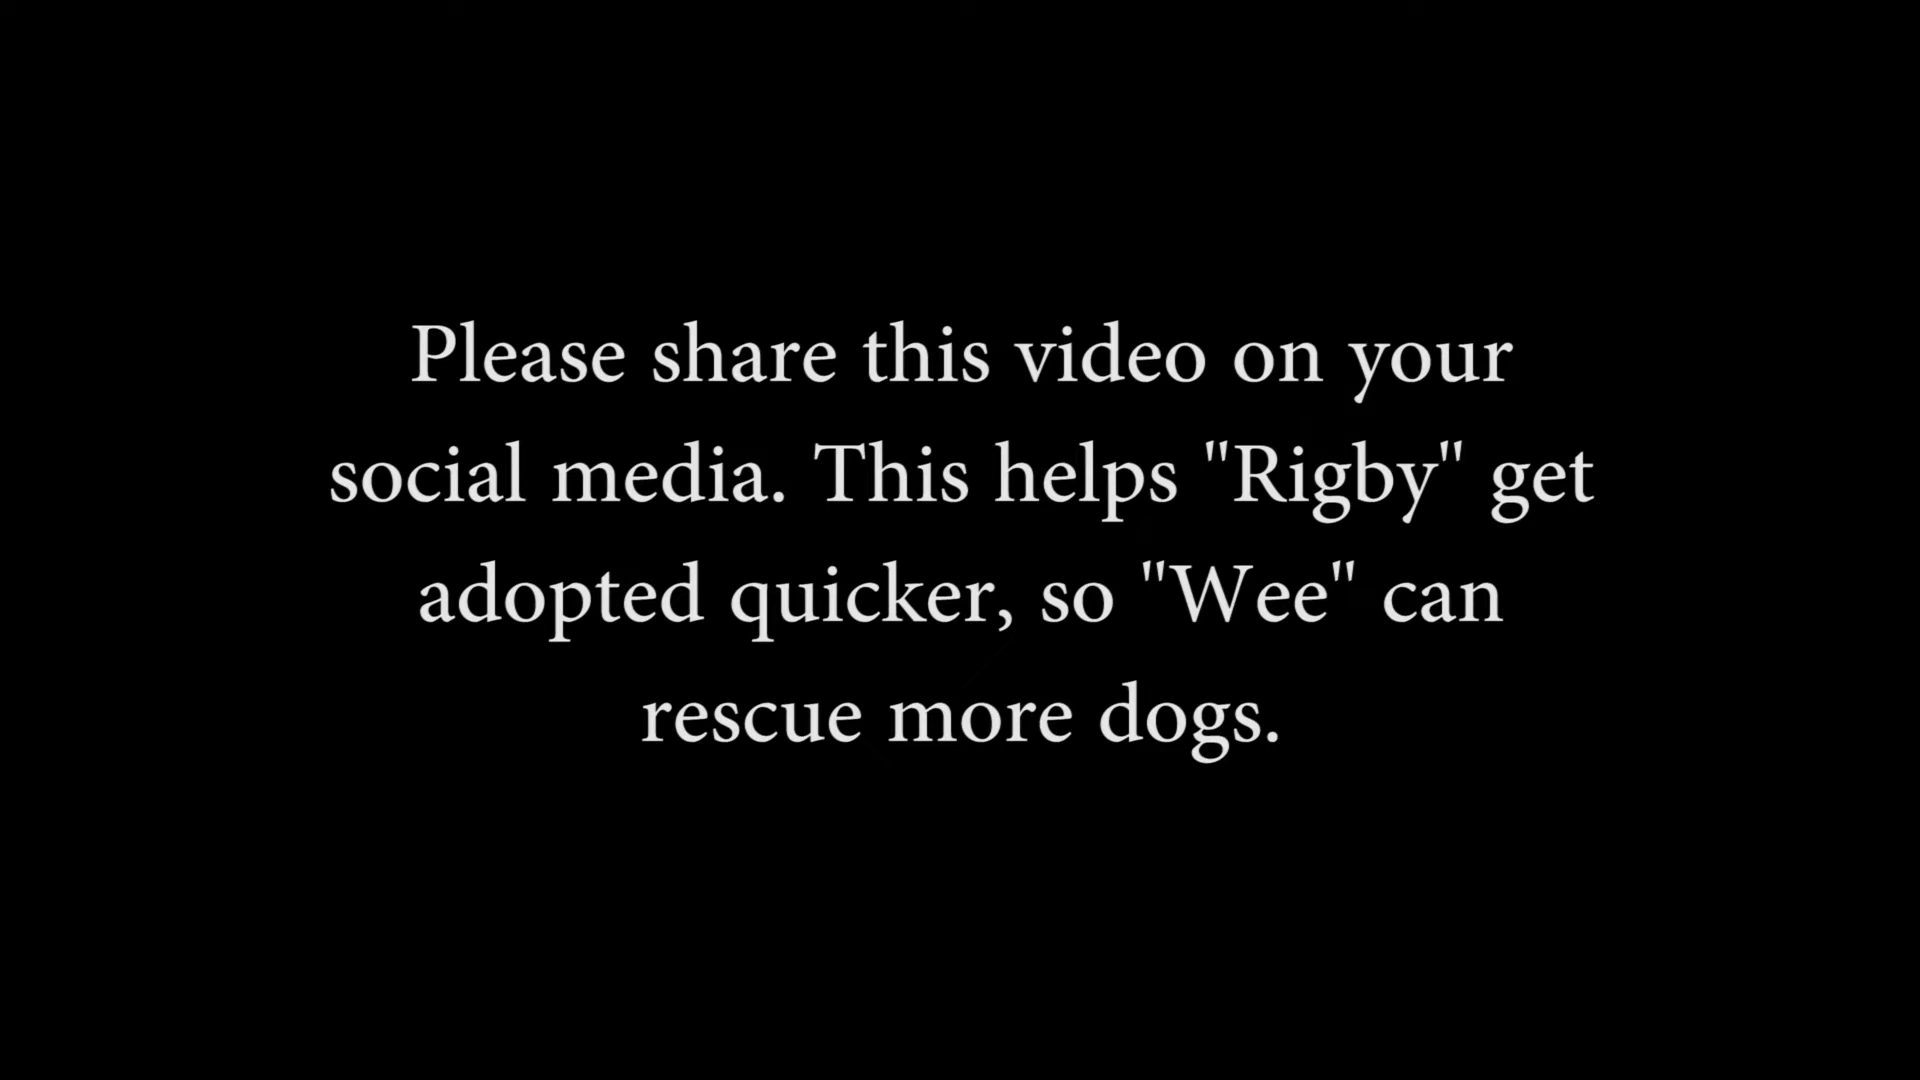 Please share this video on your
social media. This helps "Rigby" get
adopted quicker, so "Wee" can
rescue more dogs.